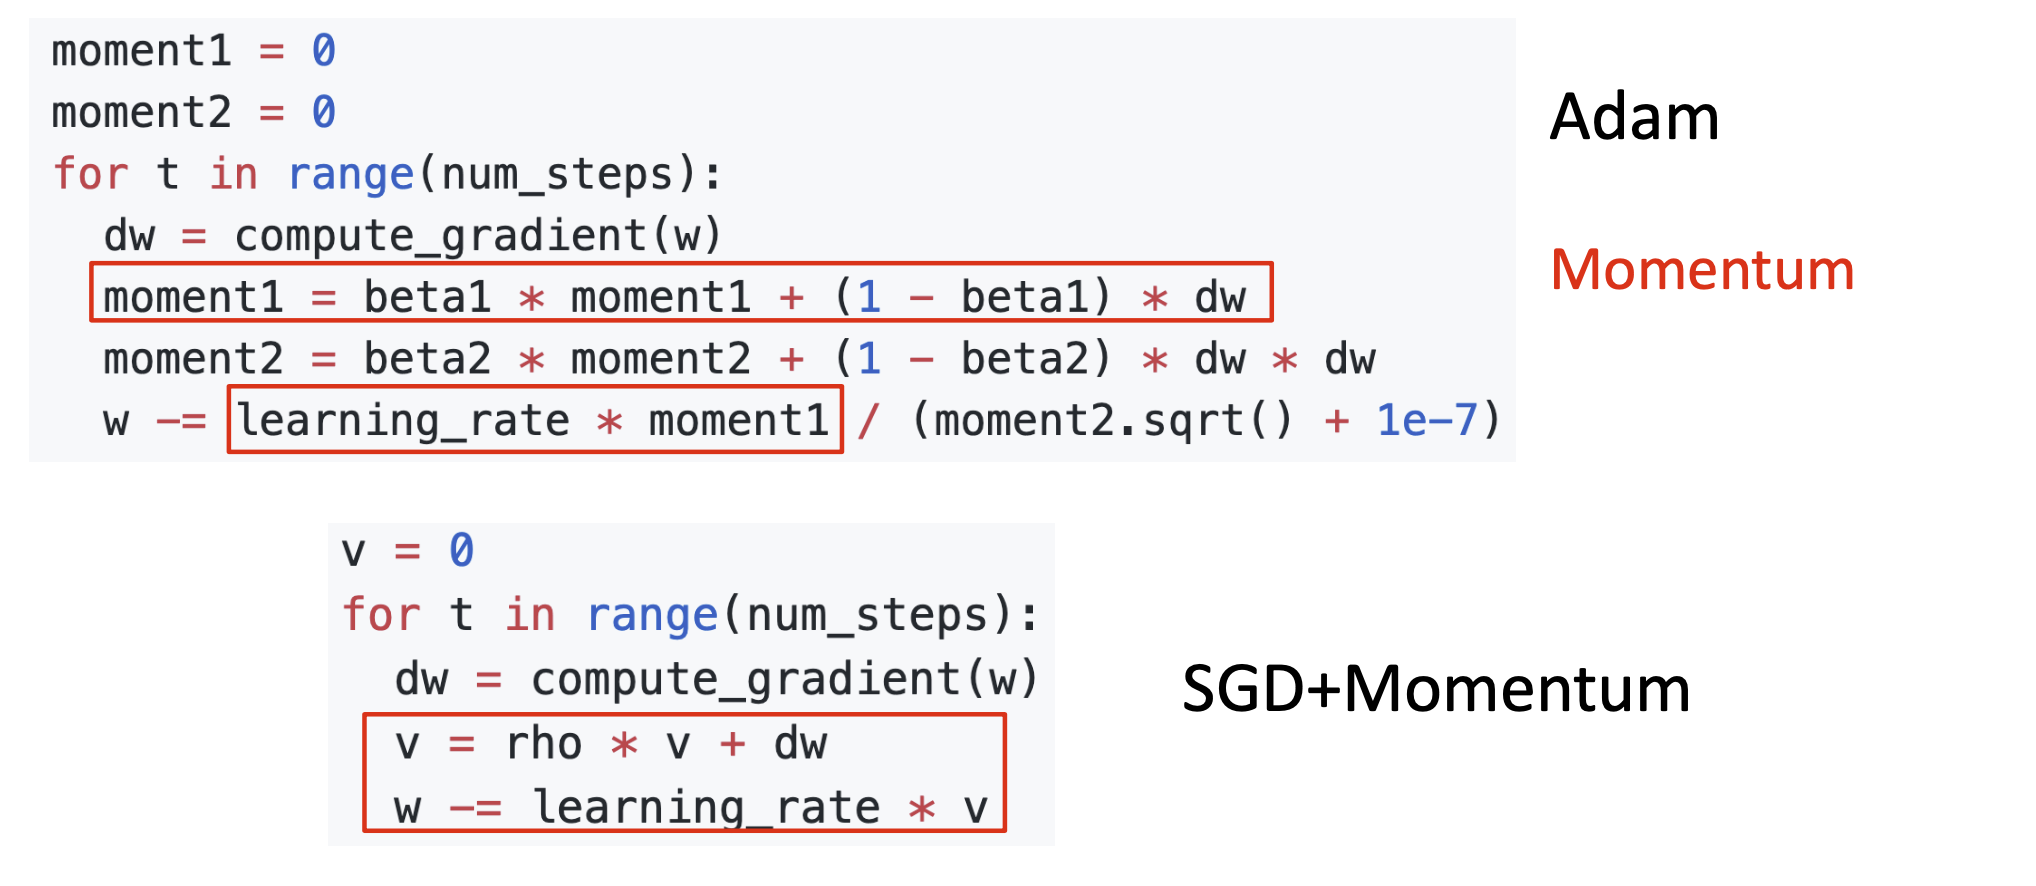 moment1 = 0
moment2 = 0
for t in range(num_steps):
  dw = compute_gradient(w)
  moment1 = beta1 * moment1 + (1 - beta1) * dw
  moment2 = beta2 * moment2 + (1 - beta2) * dw * dw
  w -= learning_rate * moment1 / (moment2.sqrt() + 1e-7)
Adam
Momentum
v = 0
for t in range(num_steps):
  dw = compute_gradient(w)
  v = rho * v + dw
  w -= learning_rate * v
SGD+Momentum